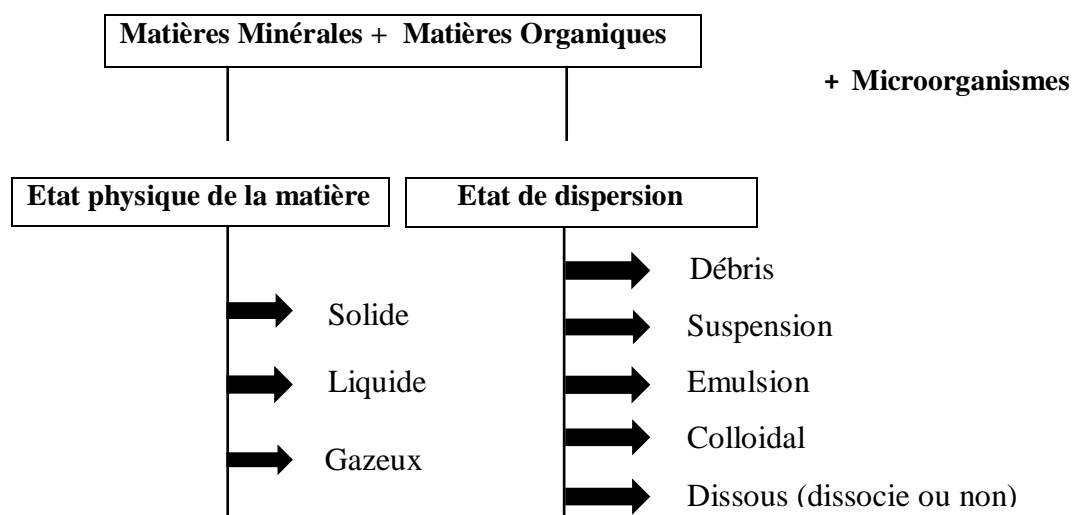 Matières Minérales + Matières Organiques
+ Microorganismes
Etat physique de la matière
Etat de dispersion
Solide
Liquide
Gazeux
Débris
Suspension
Emulsion
Colloidal
Dissous (dissocie ou non)